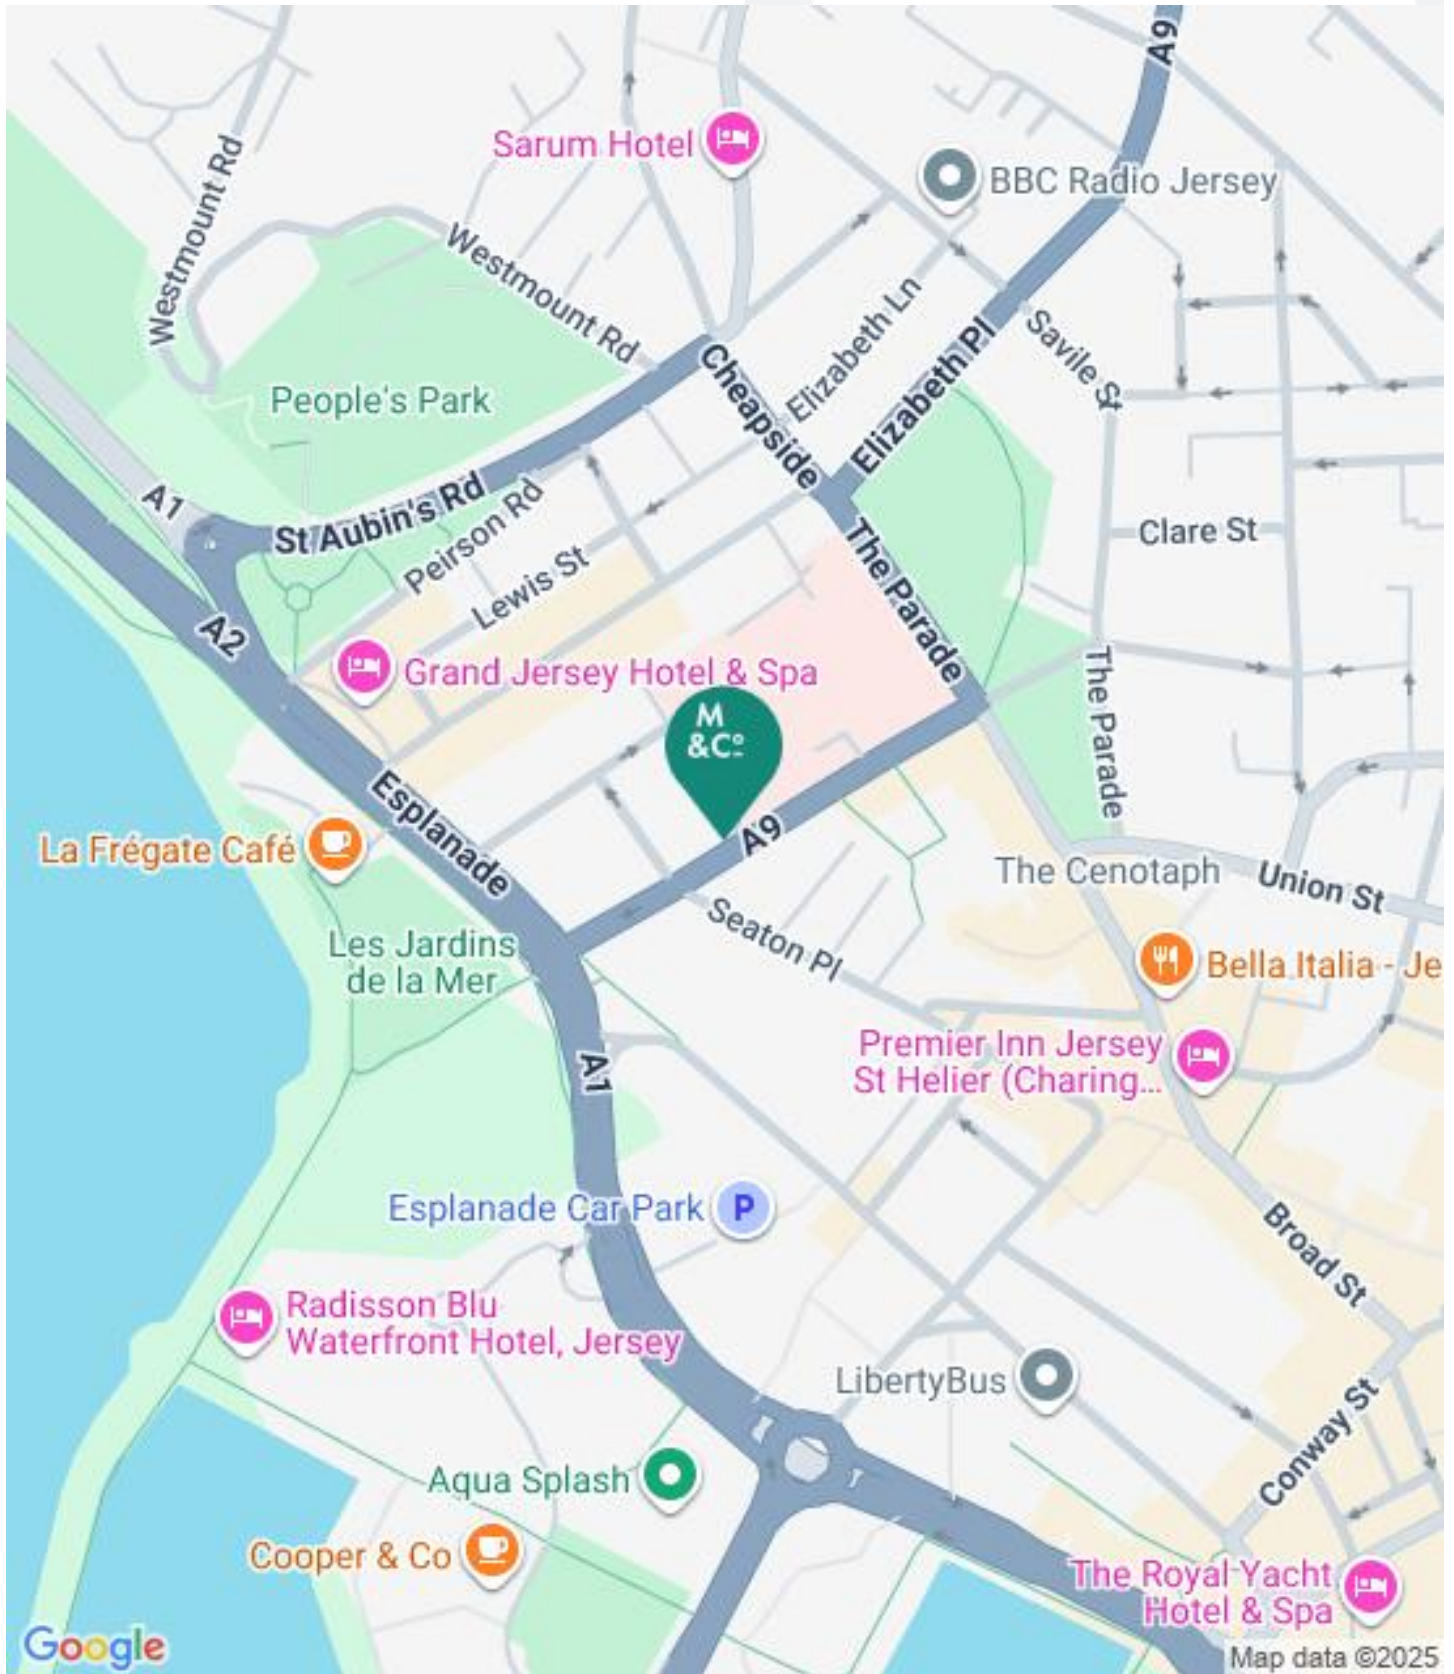 A9
Sarum Hotel
BBC Radio Jersey
Westmount Rd
Westmount Rd
Elizabeth Ln
Savile St
Elizabeth Pl
Cheapside
People's Park
A1
St Aubin's Rd
Peirson Rd
Clare St
Lewis St
The Parade
A2
Grand Jersey Hotel & Spa
The Parade
M
&Cº
Esplanade
A9
La Frégate Café
The Cenotaph
Union St
Seaton Pl
Les Jardins
de la Mer
Bella Italia - Je
Premier Inn Jersey
St Helier (Charing...
A1
Esplanade Car Park
P
Broad St
Radisson Blu
Waterfront Hotel, Jersey
LibertyBus
Conway St
Aqua Splash
Cooper & Co
The Royal Yacht
Hotel & Spa
Google
Map data ©2025